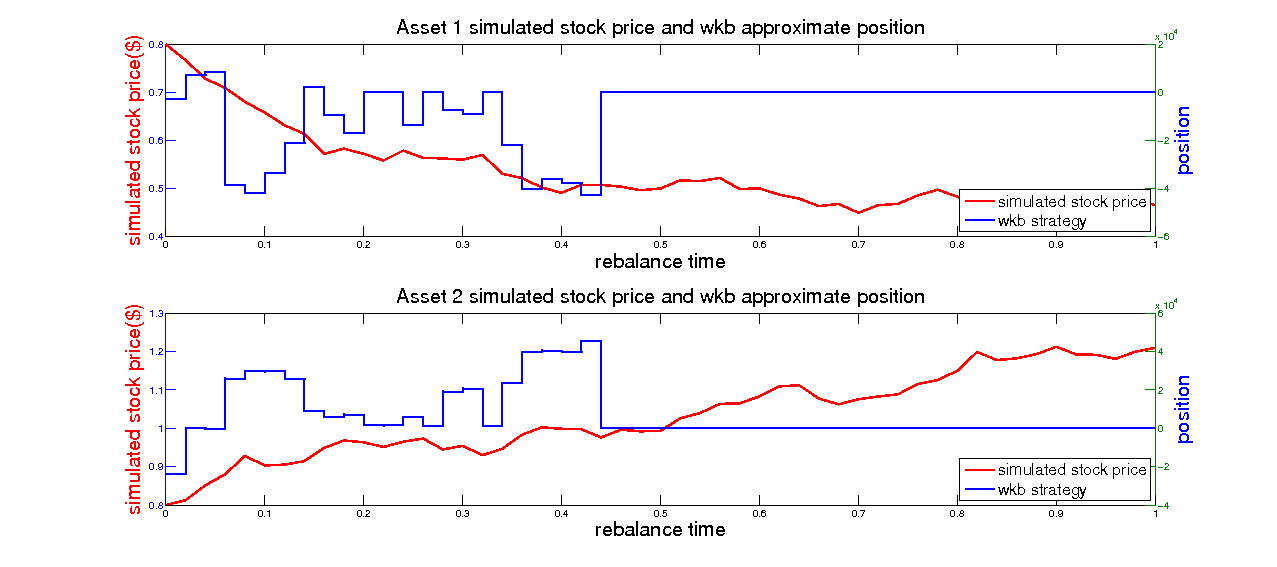 Asset 1 simulated stock price and wkb approximate position
x 10^4
simulated stock price($)
0.8
0.7
0.6
0.5
0.4
2
0
−2
−4
−6
position
simulated stock price
wkb strategy
0 0.1 0.2 0.3 0.4 0.5 0.6 0.7 0.8 0.9 1
rebalance time
Asset 2 simulated stock price and wkb approximate position
x 10^4
simulated stock price($)
1.3
1.2
1.1
1
0.9
0.8
6
4
2
0
−2
−4
position
simulated stock price
wkb strategy
0 0.1 0.2 0.3 0.4 0.5 0.6 0.7 0.8 0.9 1
rebalance time